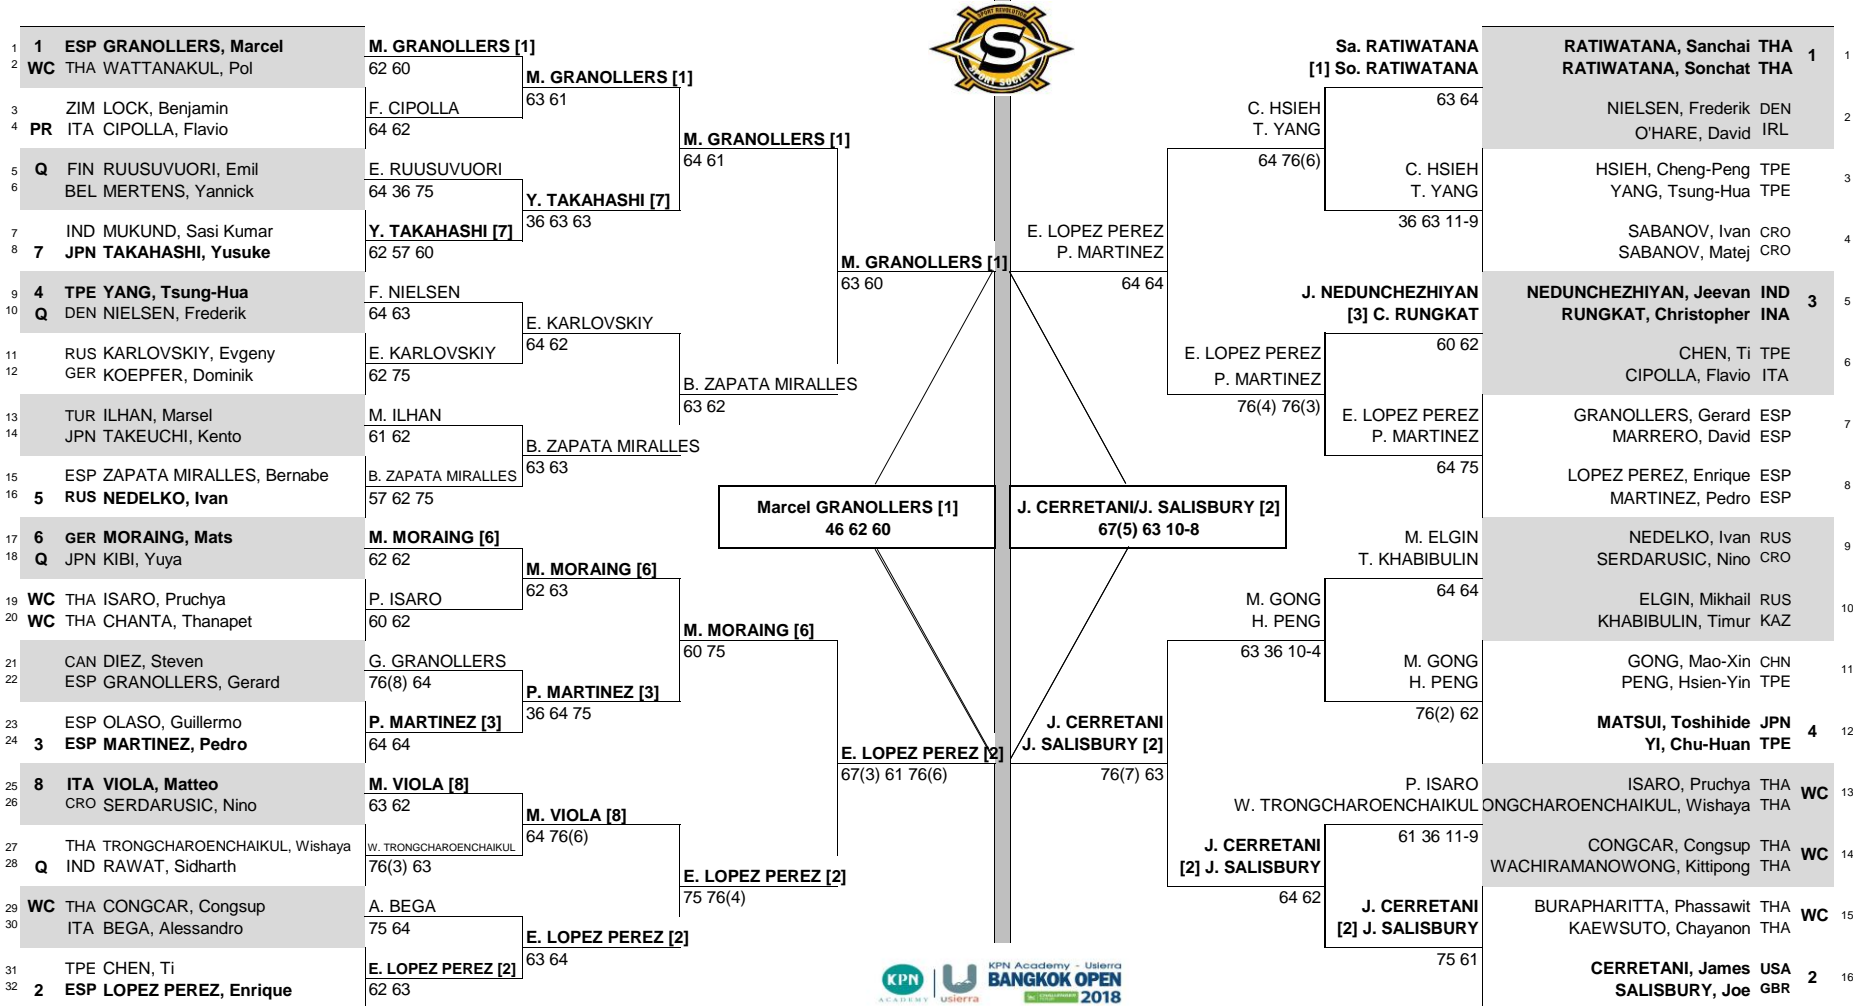 SPORT REVOLUTION
S
SPORT SOCIETY
1 1 ESP GRANOLLERS, Marcel
2 WC THA WATTANAKUL, Pol
3 ZIM LOCK, Benjamin
4 PR ITA CIPOLLA, Flavio
5 Q FIN RUUSUVUORI, Emil
6 BEL MERTENS, Yannick
7 IND MUKUND, Sasi Kumar
8 7 JPN TAKAHASHI, Yusuke
9 4 TPE YANG, Tsung-Hua
10 Q DEN NIELSEN, Frederik
11 RUS KARLOVSKIY, Evgeny
12 GER KOEPFER, Dominik
13 TUR ILHAN, Marsel
14 JPN TAKEUCHI, Kento
15 ESP ZAPATA MIRALLES, Bernabe
16 5 RUS NEDELKO, Ivan
17 6 GER MORAING, Mats
18 Q JPN KIBI, Yuya
19 WC THA ISARO, Pruchya
20 WC THA CHANTA, Thanapet
21 CAN DIEZ, Steven
22 ESP GRANOLLERS, Gerard
23 ESP OLASO, Guillermo
24 3 ESP MARTINEZ, Pedro
25 8 ITA VIOLA, Matteo
26 CRO SERDARUSIC, Nino
27 THA TRONGCHAROENCHAIKUL, Wishaya
28 Q IND RAWAT, Sidharth
29 WC THA CONGCAR, Congsup
30 ITA BEGA, Alessandro
31 TPE CHEN, Ti
32 2 ESP LOPEZ PEREZ, Enrique
M. GRANOLLERS [1]
62 60
F. CIPOLLA
64 62
E. RUUSUVUORI
64 36 75
Y. TAKAHASHI [7]
62 57 60
F. NIELSEN
64 63
E. KARLOVSKIY
62 75
M. ILHAN
61 62
B. ZAPATA MIRALLES
57 62 75
M. MORAING [6]
62 62
P. ISARO
60 62
G. GRANOLLERS
76(8) 64
P. MARTINEZ [3]
64 64
M. VIOLA [8]
63 62
W. TRONGCHAROENCHAIKUL
76(3) 63
A. BEGA
75 64
E. LOPEZ PEREZ [2]
62 63
M. GRANOLLERS [1]
63 61
Y. TAKAHASHI [7]
36 63 63
E. KARLOVSKIY
64 62
B. ZAPATA MIRALLES
63 63
M. MORAING [6]
62 63
P. MARTINEZ [3]
36 64 75
M. VIOLA [8]
64 76(6)
E. LOPEZ PEREZ [2]
63 64
M. GRANOLLERS [1]
64 61
B. ZAPATA MIRALLES
63 62
M. MORAING [6]
60 75
E. LOPEZ PEREZ [2]
75 76(4)
M. GRANOLLERS [1]
63 60
E. LOPEZ PEREZ [2]
67(3) 61 76(6)
Marcel GRANOLLERS [1]
46 62 60
J. CERRETANI/J. SALISBURY [2]
67(5) 63 10-8
E. LOPEZ PEREZ
P. MARTINEZ
64 64
J. CERRETANI
J. SALISBURY [2]
76(7) 63
C. HSIEH
T. YANG
64 76(6)
E. LOPEZ PEREZ
P. MARTINEZ
76(4) 76(3)
M. GONG
H. PENG
63 36 10-4
J. CERRETANI
[2] J. SALISBURY
64 62
Sa. RATIWATANA
[1] So. RATIWATANA
63 64
C. HSIEH
T. YANG
36 63 11-9
J. NEDUNCHEZHIYAN
[3] C. RUNGKAT
60 62
E. LOPEZ PEREZ
P. MARTINEZ
64 75
M. ELGIN
T. KHABIBULIN
64 64
M. GONG
H. PENG
76(2) 62
P. ISARO
W. TRONGCHAROENCHAIKUL
61 36 11-9
J. CERRETANI
[2] J. SALISBURY
75 61
RATIWATANA, Sanchai THA
RATIWATANA, Sonchat THA
1 1
NIELSEN, Frederik DEN
O'HARE, David IRL
2
HSIEH, Cheng-Peng TPE
YANG, Tsung-Hua TPE
3
SABANOV, Ivan CRO
SABANOV, Matej CRO
4
NEDUNCHEZHIYAN, Jeevan IND
RUNGKAT, Christopher INA
3 5
CHEN, Ti TPE
CIPOLLA, Flavio ITA
6
GRANOLLERS, Gerard ESP
MARRERO, David ESP
7
LOPEZ PEREZ, Enrique ESP
MARTINEZ, Pedro ESP
8
NEDELKO, Ivan RUS
SERDARUSIC, Nino CRO
9
ELGIN, Mikhail RUS
KHABIBULIN, Timur KAZ
10
GONG, Mao-Xin CHN
PENG, Hsien-Yin TPE
11
MATSUI, Toshihide JPN
YI, Chu-Huan TPE
4 12
ISARO, Pruchya THA
ONGCHAROENCHAIKUL, Wishaya THA
WC 13
CONGCAR, Congsup THA
WACHIRAMANOWONG, Kittipong THA
WC 14
BURAPHARITTA, Phassawit THA
KAEWSUTO, Chayanon THA
WC 15
CERRETANI, James USA
SALISBURY, Joe GBR
2 16
KPN
ACADEMY
usierra
KPN Academy - Usierra
BANGKOK OPEN
2018